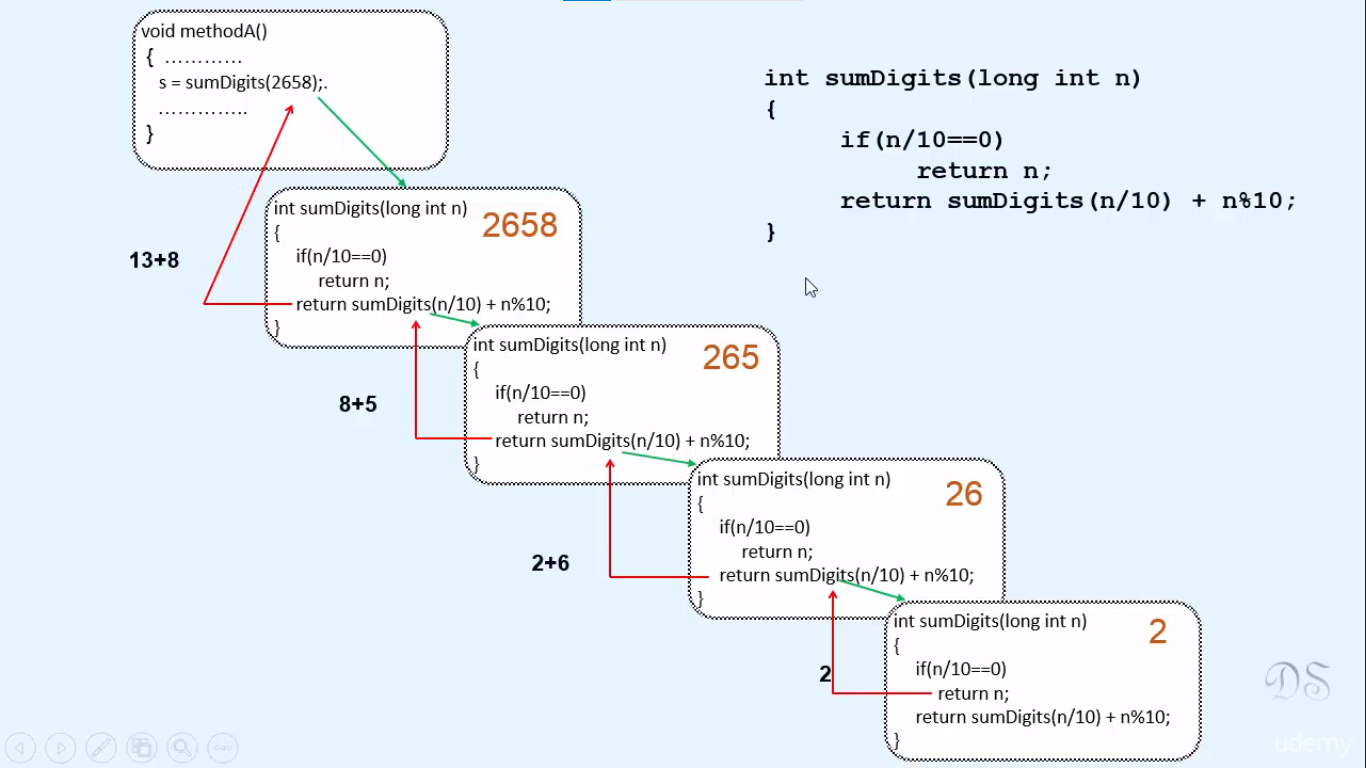 void methodA()
{ …………
s = sumDigits(2658);.
…………..
}
int sumDigits(long int n)
{
if(n/10==0)
return n;
return sumDigits(n/10) + n%10;
}
int sumDigits(long int n)
2658
{
if(n/10==0)
return n;
return sumDigits(n/10) + n%10;
}
13+8
int sumDigits(long int n)
265
{
if(n/10==0)
return n;
return sumDigits(n/10) + n%10;
}
8+5
int sumDigits(long int n)
26
{
if(n/10==0)
return n;
return sumDigits(n/10) + n%10;
}
2+6
int sumDigits(long int n)
2
{
if(n/10==0)
return n;
return sumDigits(n/10) + n%10;
}
2
DS
udemy